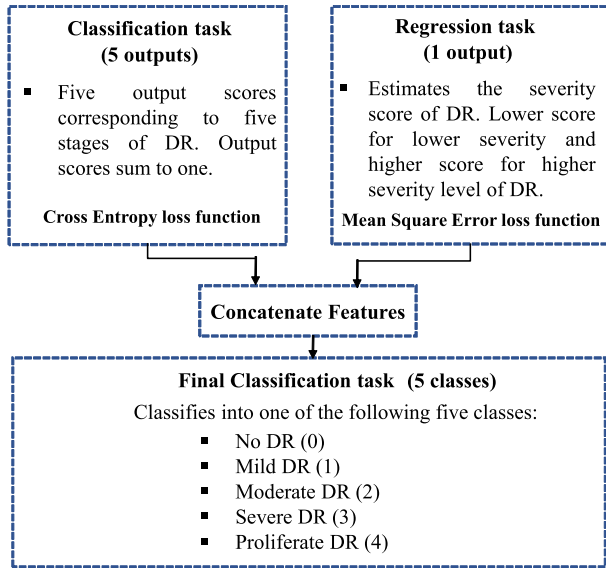 Classification task
(5 outputs)
▪ Five output scores
corresponding to five
stages of DR. Output
scores sum to one.
Cross Entropy loss function
Regression task
(1 output)
▪ Estimates the severity
score of DR. Lower score
for lower severity and
higher score for higher
severity level of DR.
Mean Square Error loss function
Concatenate Features
Final Classification task (5 classes)
Classifies into one of the following five classes:
▪ No DR (0)
▪ Mild DR (1)
▪ Moderate DR (2)
▪ Severe DR (3)
▪ Proliferate DR (4)